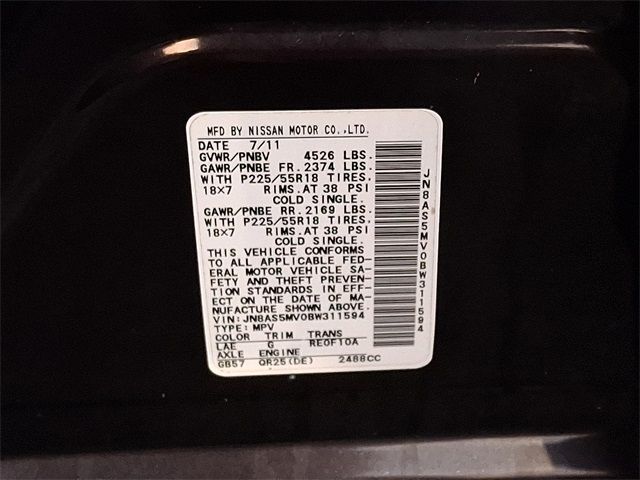 MFD BY NISSAN MOTOR CO.,LTD.
DATE 7/11
GVWR/PNBV 4526 LBS.
GAWR/PNBE FR.2374 LBS.
WITH P225/55R18 TIRES.
18×7 RIMS.AT 38 PSI
COLD SINGLE.
GAWR/PNBE RR.2169 LBS.
WITH P225/55R18 TIRES.
18×7 RIMS.AT 38 PSI
COLD SINGLE.
THIS VEHICLE CONFORMS
TO ALL APPLICABLE FED-
ERAL MOTOR VEHICLE SA-
FETY AND THEFT PREVEN-
TION STANDARDS IN EFF-
ECT ON THE DATE OF MA-
NUFACTURE SHOWN ABOVE.
VIN:JN8AS5MV0BW311594
TYPE:MPV
COLOR TRIM TRANS
LAE G RE0F10A
AXLE ENGINE
GB57 QR25(DE) 2488CC
JN8AS5MV0BW311594